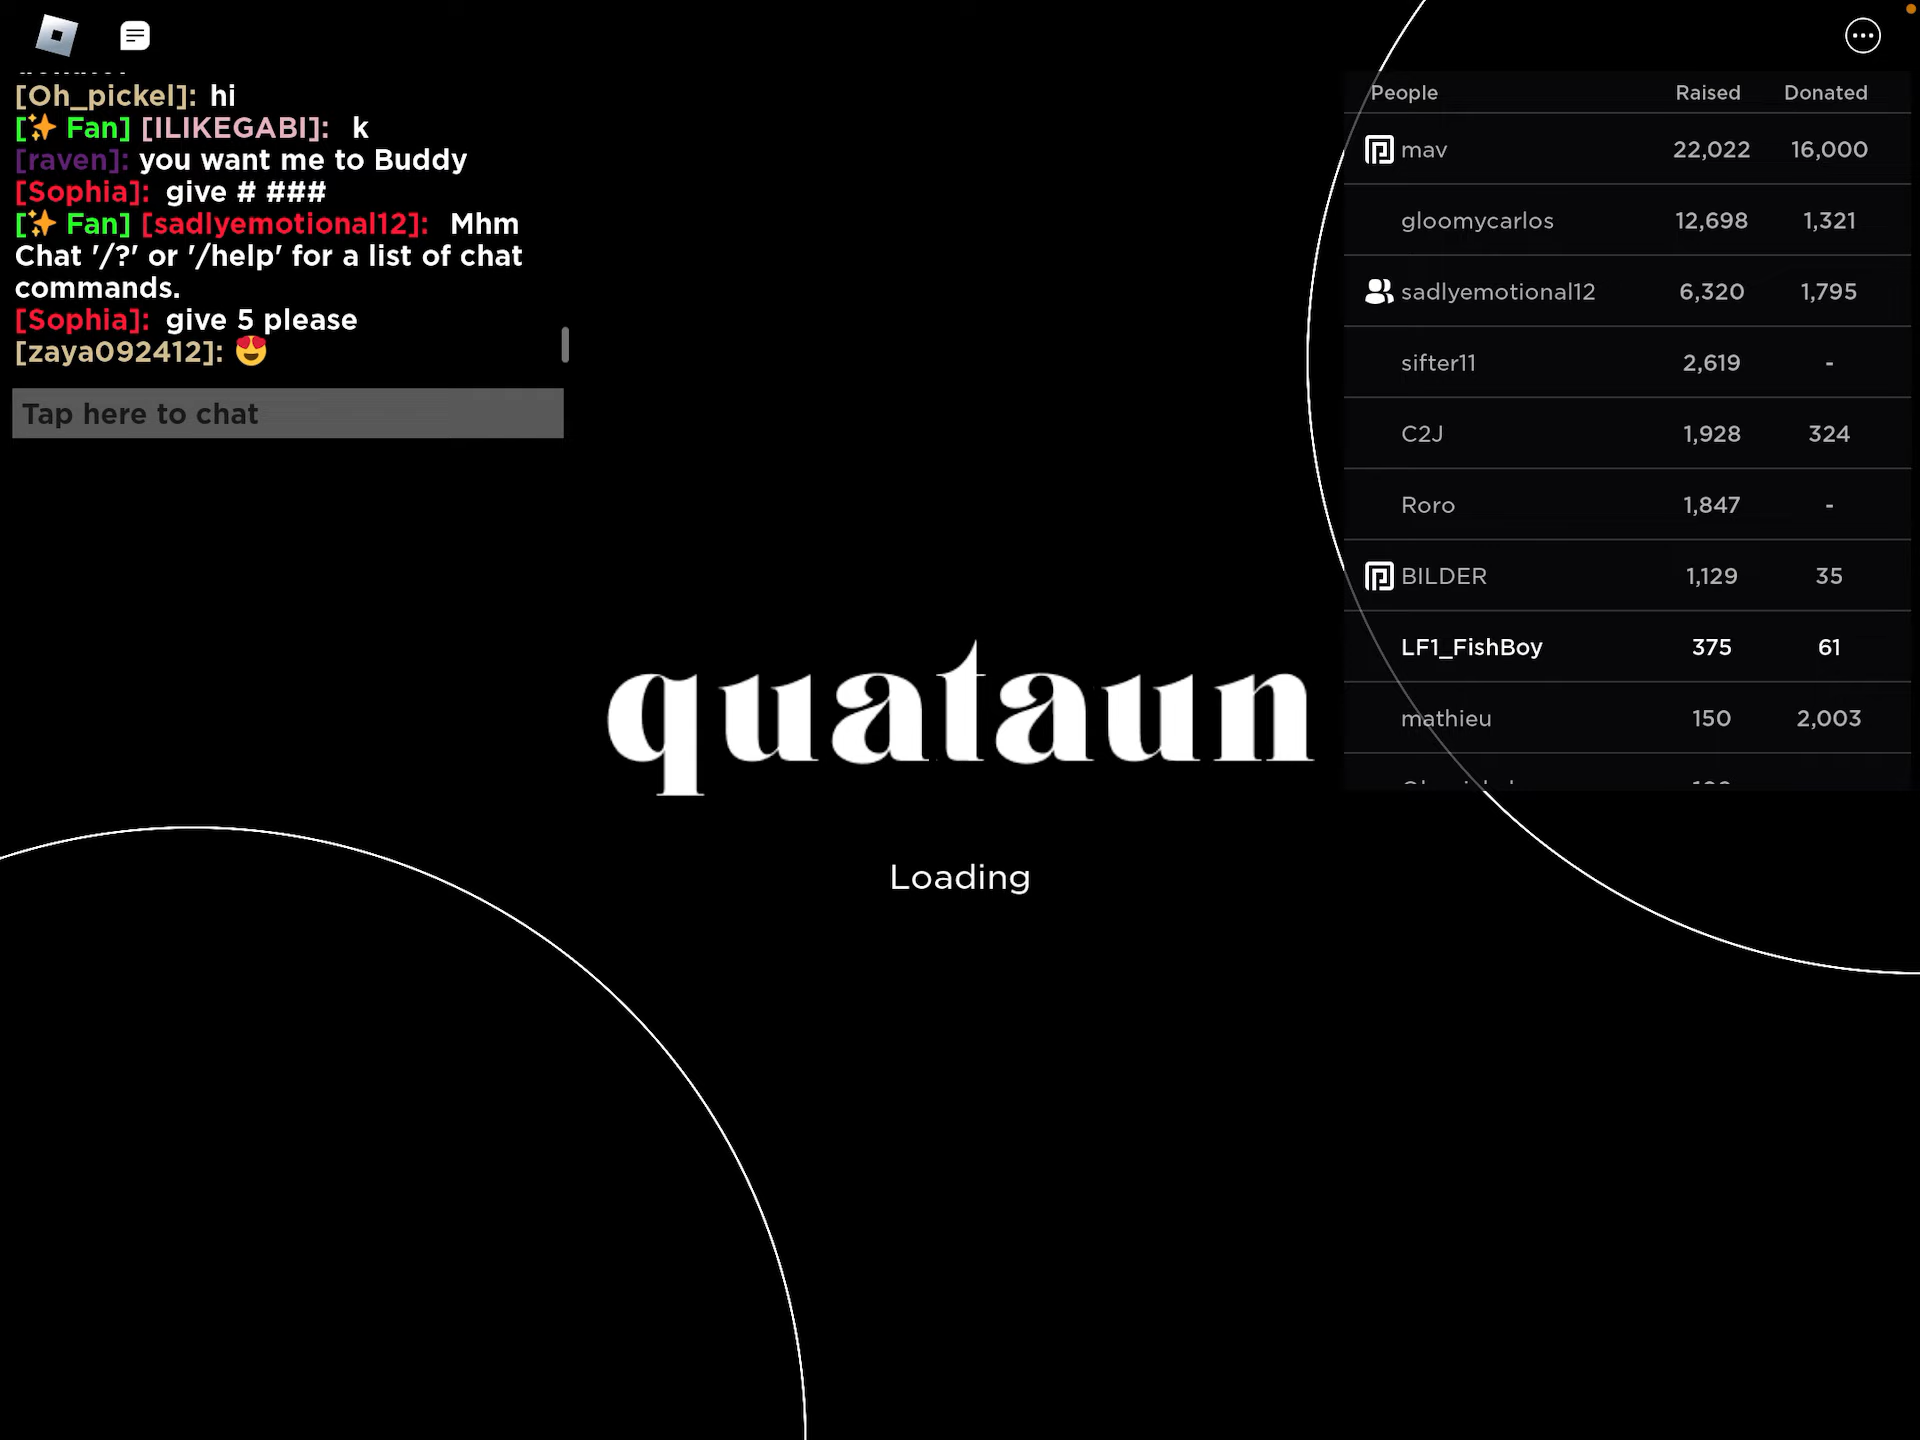 [Oh_pickel]: hi
[✨ Fan] [ILIKEGABI]: k
[raven]: you want me to Buddy
[Sophia]: give # ###
[✨ Fan] [sadlyemotional12]: Mhm
Chat '/?' or '/help' for a list of chat
commands.
[Sophia]: give 5 please
[zaya092412]: 😍
Tap here to chat
People Raised Donated
mav 22,022 16,000
gloomycarlos 12,698 1,321
sadlyemotional12 6,320 1,795
sifter11 2,619 -
C2J 1,928 324
Roro 1,847 -
BILDER 1,129 35
LF1_FishBoy 375 61
mathieu 150 2,003
quataun
Loading